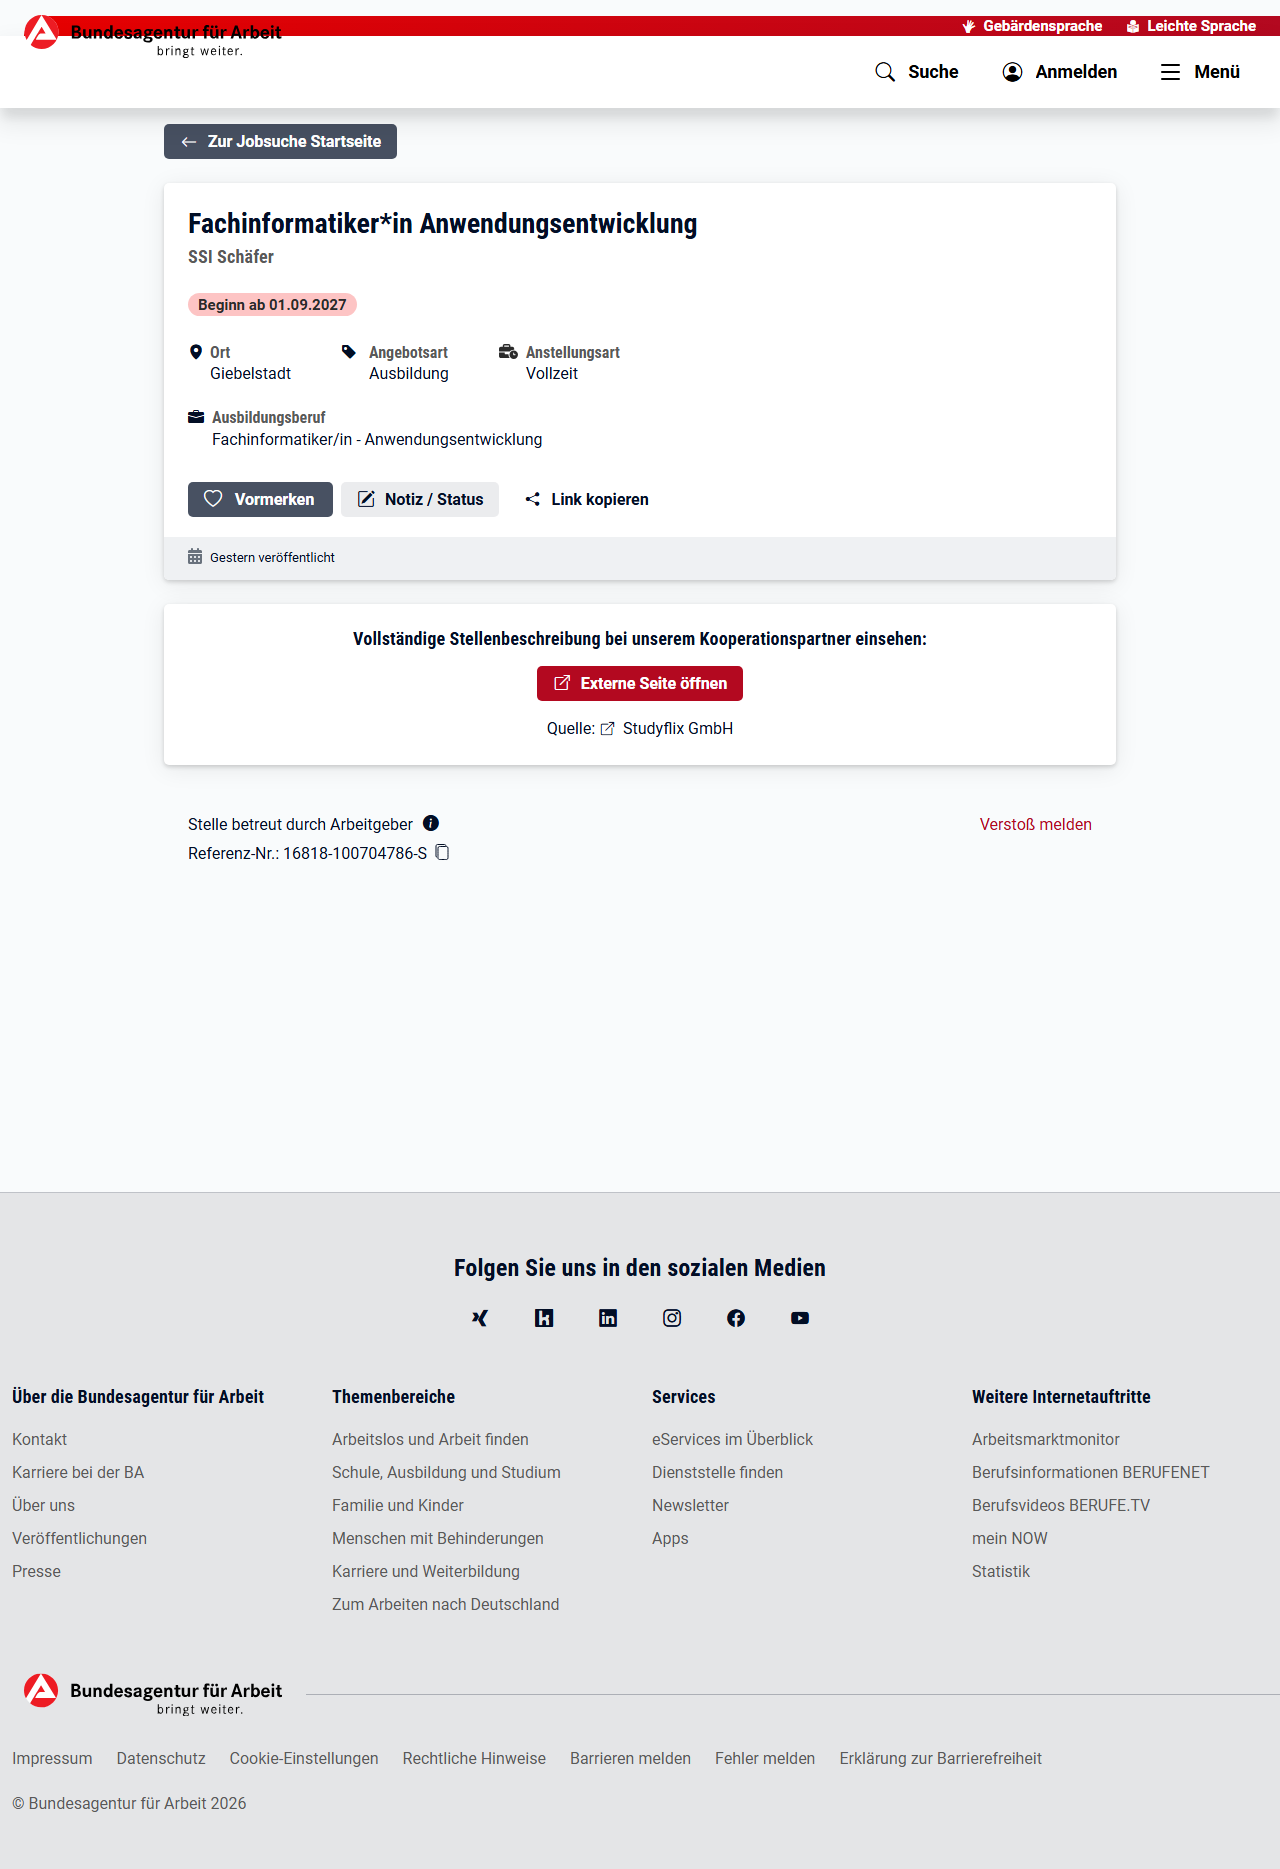 Bundesagentur für Arbeit
bringt weiter.
Gebärdensprache
Leichte Sprache
Suche
Anmelden
Menü
Zur Jobsuche Startseite
Fachinformatiker*in Anwendungsentwicklung
SSI Schäfer
Beginn ab 01.09.2027
Ort
Giebelstadt
Angebotsart
Ausbildung
Anstellungsart
Vollzeit
Ausbildungsberuf
Fachinformatiker/in - Anwendungsentwicklung
Vormerken
Notiz / Status
Link kopieren
Gestern veröffentlicht
Vollständige Stellenbeschreibung bei unserem Kooperationspartner einsehen:
Externe Seite öffnen
Quelle: Studyflix GmbH
Stelle betreut durch Arbeitgeber
Verstoß melden
Referenz-Nr.: 16818-100704786-S
Folgen Sie uns in den sozialen Medien
Über die Bundesagentur für Arbeit
Kontakt
Karriere bei der BA
Über uns
Veröffentlichungen
Presse
Themenbereiche
Arbeitslos und Arbeit finden
Schule, Ausbildung und Studium
Familie und Kinder
Menschen mit Behinderungen
Karriere und Weiterbildung
Zum Arbeiten nach Deutschland
Services
eServices im Überblick
Dienststelle finden
Newsletter
Apps
Weitere Internetauftritte
Arbeitsmarktmonitor
Berufsinformationen BERUFENET
Berufsvideos BERUFE.TV
mein NOW
Statistik
Bundesagentur für Arbeit
bringt weiter.
Impressum
Datenschutz
Cookie-Einstellungen
Rechtliche Hinweise
Barrieren melden
Fehler melden
Erklärung zur Barrierefreiheit
© Bundesagentur für Arbeit 2026